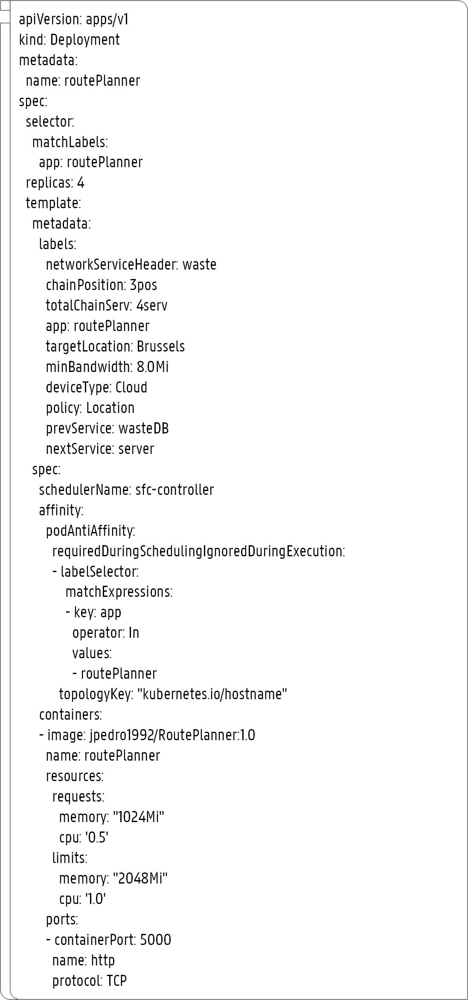 apiVersion: apps/v1
kind: Deployment
metadata:
  name: routePlanner
spec:
  selector:
    matchLabels:
      app: routePlanner
  replicas: 4
  template:
    metadata:
      labels:
        networkServiceHeader: waste
        chainPosition: 3pos
        totalChainServ: 4serv
        app: routePlanner
        targetLocation: Brussels
        minBandwidth: 8.0Mi
        deviceType: Cloud
        policy: Location
        prevService: wasteDB
        nextService: server
    spec:
      schedulerName: sfc-controller
      affinity:
        podAntiAffinity:
          requiredDuringSchedulingIgnoredDuringExecution:
          - labelSelector:
              matchExpressions:
              - key: app
                operator: In
                values:
                - routePlanner
            topologyKey: "kubernetes.io/hostname"
      containers:
      - image: jpedro1992/RoutePlanner:1.0
        name: routePlanner
        resources:
          requests:
            memory: "1024Mi"
            cpu: '0.5'
          limits:
            memory: "2048Mi"
            cpu: '1.0'
        ports:
        - containerPort: 5000
          name: http
          protocol: TCP